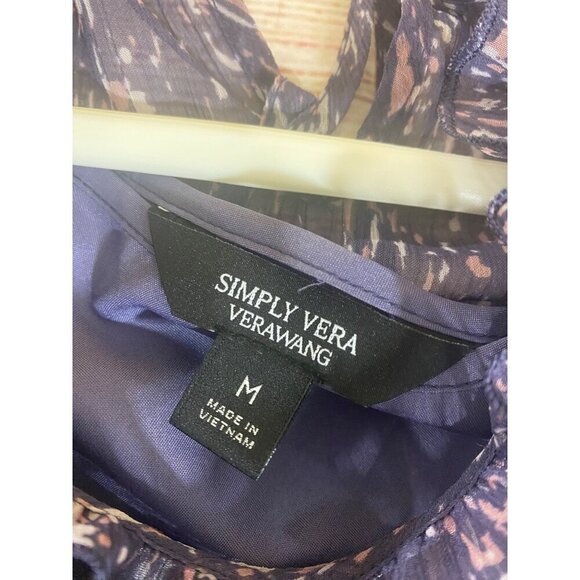 SIMPLY VERA
VERAWANG
M
MADE IN
VIETNAM